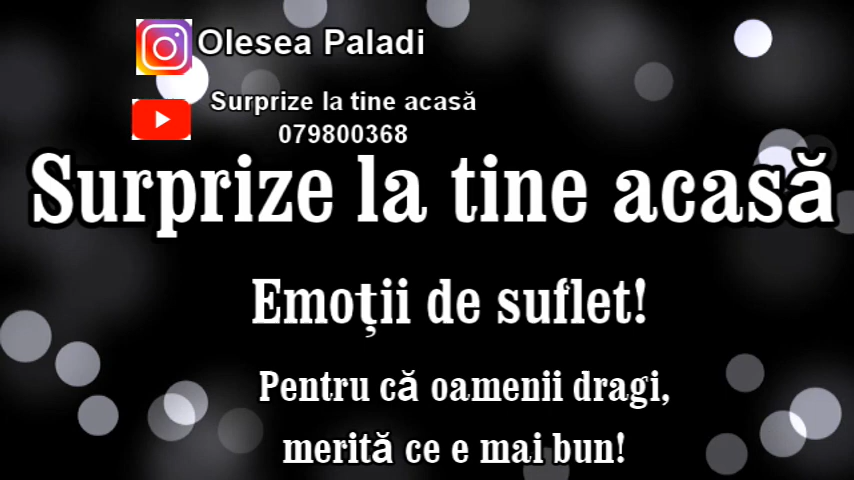 Olesea Paladi
Surprize la tine acasă
079800368
Surprize la tine acasă
Emoții de suflet!
Pentru că oamenii dragi,
merită ce e mai bun!